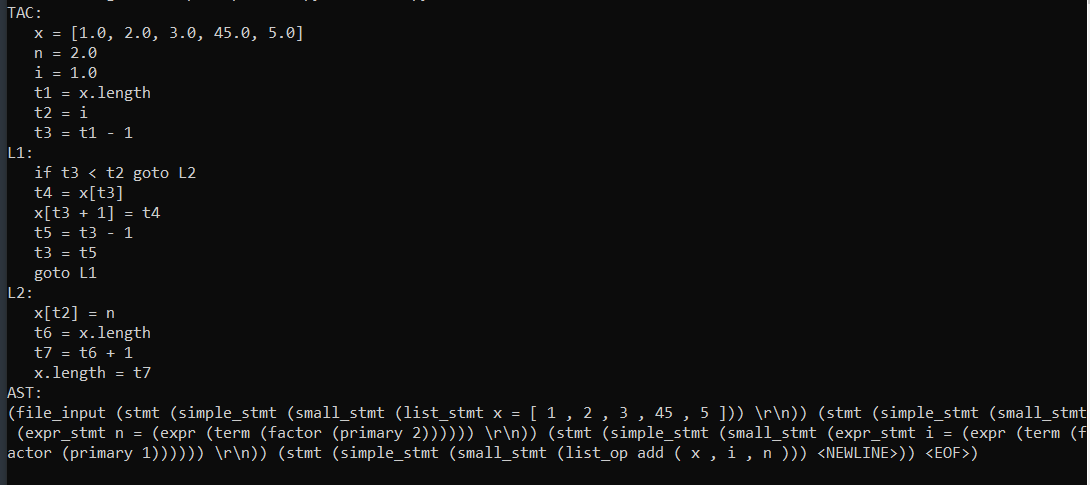 TAC:
x = [1.0, 2.0, 3.0, 45.0, 5.0]
n = 2.0
i = 1.0
t1 = x.length
t2 = i
t3 = t1 - 1
L1:
if t3 < t2 goto L2
t4 = x[t3]
x[t3 + 1] = t4
t5 = t3 - 1
t3 = t5
goto L1
L2:
x[t2] = n
t6 = x.length
t7 = t6 + 1
x.length = t7
AST:
(file_input (stmt (simple_stmt (small_stmt (list_stmt x = [ 1 , 2 , 3 , 45 , 5 ])) \r\n)) (stmt (simple_stmt (small_stmt
(expr_stmt n = (expr (term (factor (primary 2)))))) \r\n)) (stmt (simple_stmt (small_stmt (expr_stmt i = (expr (term (f
actor (primary 1)))))) \r\n)) (stmt (simple_stmt (small_stmt (list_op add ( x , i , n ))) <NEWLINE>)) <EOF>)